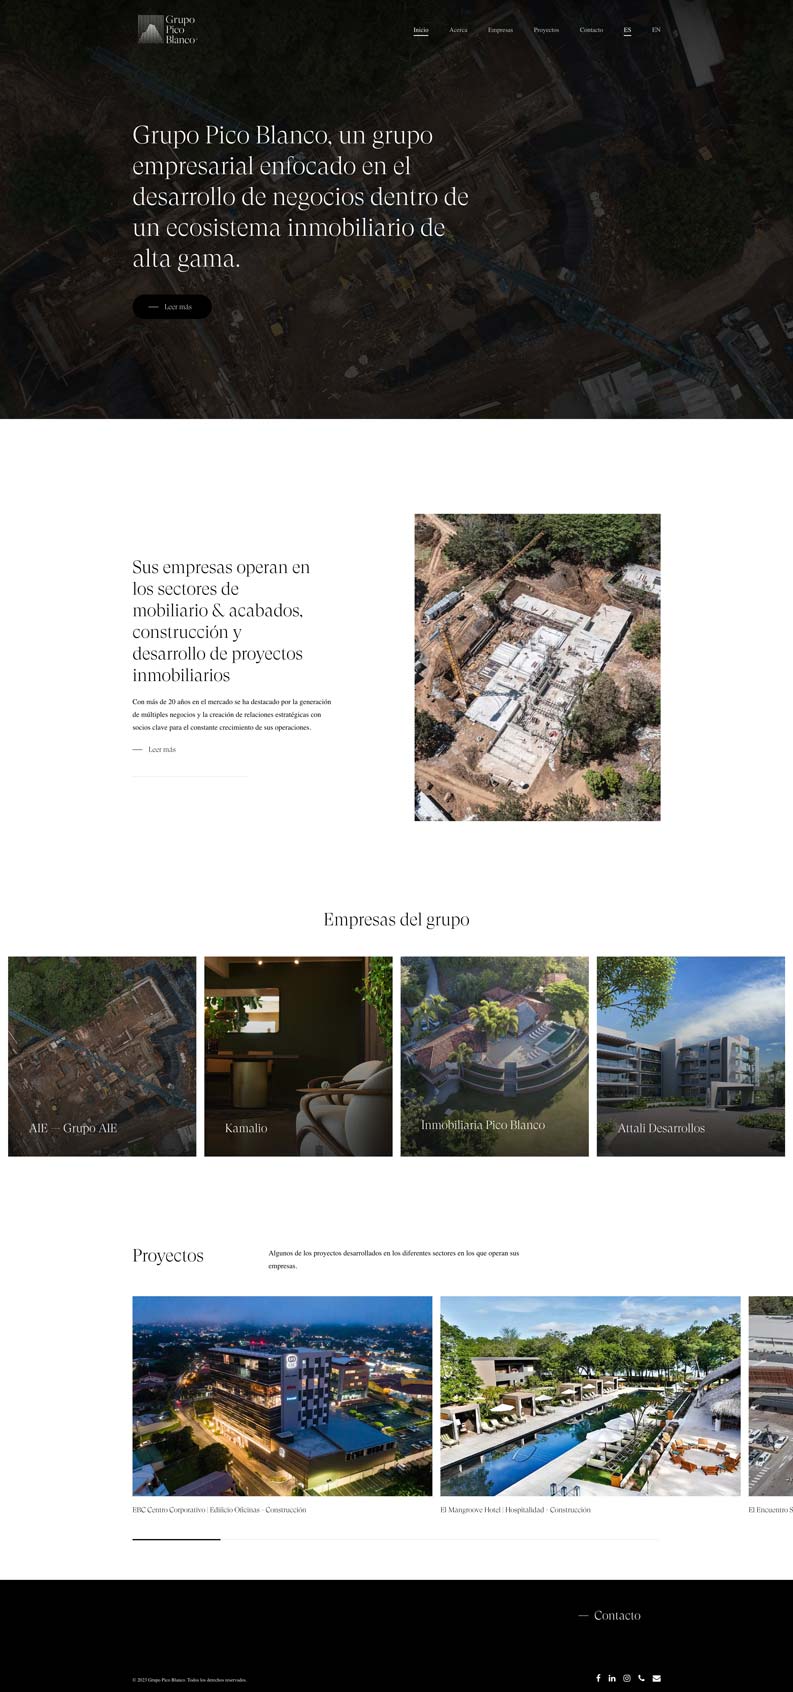 Grupo
Pico
Blanco
Inicio
Acerca
Empresas
Proyectos
Contacto
ES
EN
Grupo Pico Blanco, un grupo
empresarial enfocado en el
desarrollo de negocios dentro de
un ecosistema inmobiliario de
alta gama.
Leer más
Sus empresas operan en
los sectores de
mobiliario & acabados,
construcción y
desarrollo de proyectos
inmobiliarios
Con más de 20 años en el mercado se ha destacado por la generación
de múltiples negocios y la creación de relaciones estratégicas con
socios clave para el constante crecimiento de sus operaciones.
Leer más
Empresas del grupo
AIE — Grupo AIE
Kamalio
Inmobiliaria Pico Blanco
Attali Desarrollos
Proyectos
Algunos de los proyectos desarrollados en los diferentes sectores en los que operan sus
empresas.
EBC Centro Corporativo | Edificio Oficinas – Construcción
El Mangroove Hotel | Hospitalidad – Construcción
El Encuentro S
— Contacto
© 2023 Grupo Pico Blanco. Todos los derechos reservados.